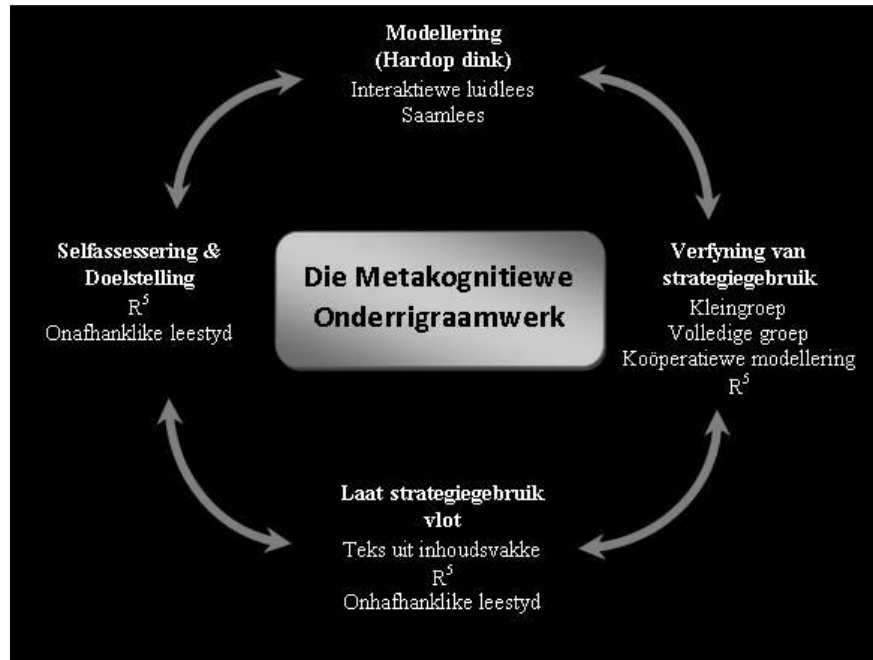 Modellering
(Hardop dink)
Interaktiewe luidlees
Saamlees
Selfassessering &
Doelstelling
R⁵
Onafhanklike leestyd
Die Metakognitiewe
Onderrigraamwerk
Verfyning van
strategiegebruik
Kleingroep
Volledige groep
Koöperatiewe modellering
R⁵
Laat strategiegebruik
vlot
Teks uit inhoudsvakke
R⁵
Onhafhanklike leestyd